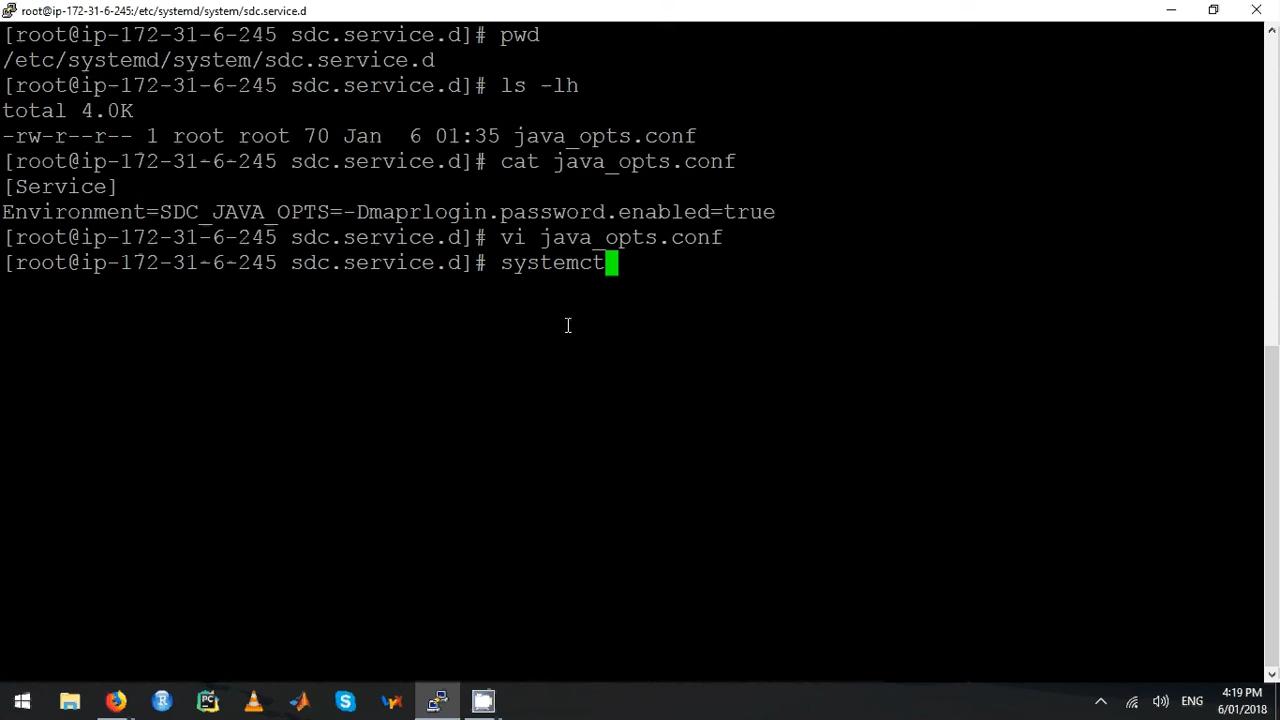 root@ip-172-31-6-245:/etc/systemd/system/sdc.service.d
[root@ip-172-31-6-245 sdc.service.d]# pwd
/etc/systemd/system/sdc.service.d
[root@ip-172-31-6-245 sdc.service.d]# ls -lh
total 4.0K
-rw-r--r-- 1 root root 70 Jan  6 01:35 java_opts.conf
[root@ip-172-31-6-245 sdc.service.d]# cat java_opts.conf
[Service]
Environment=SDC_JAVA_OPTS=-Dmaprlogin.password.enabled=true
[root@ip-172-31-6-245 sdc.service.d]# vi java_opts.conf
[root@ip-172-31-6-245 sdc.service.d]# systemct
ENG
4:19 PM
6/01/2018